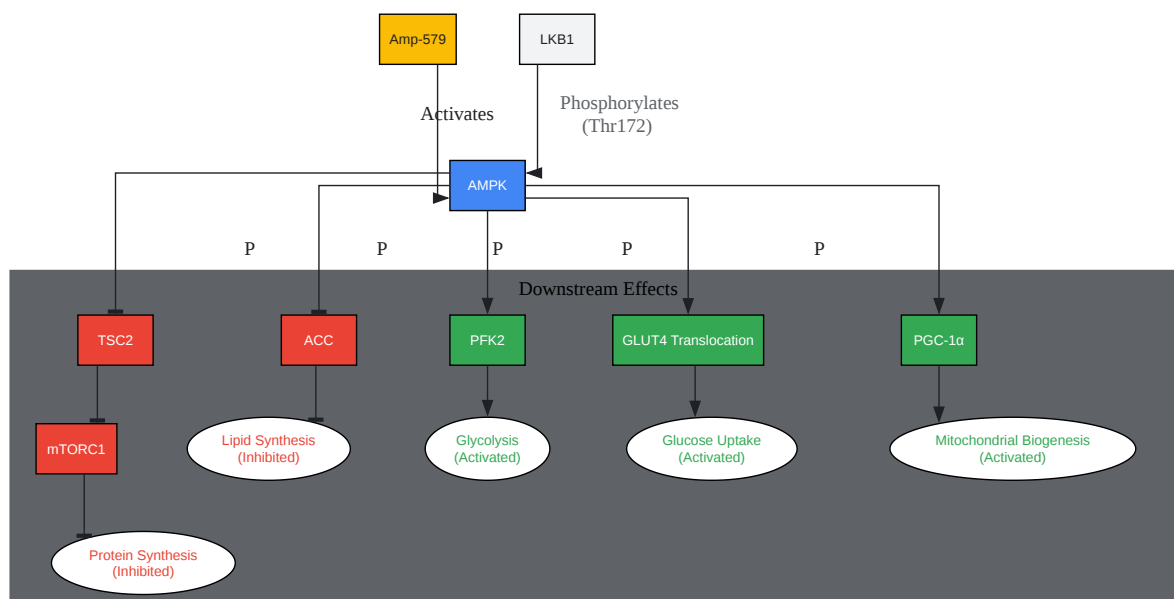 Amp-579
LKB1
Activates
Phosphorylates
(Thr172)
AMPK
P
P
P
P
P
Downstream Effects
TSC2
ACC
PFK2
GLUT4 Translocation
PGC-1α
mTORC1
Lipid Synthesis
(Inhibited)
Glycolysis
(Activated)
Glucose Uptake
(Activated)
Mitochondrial Biogenesis
(Activated)
Protein Synthesis
(Inhibited)